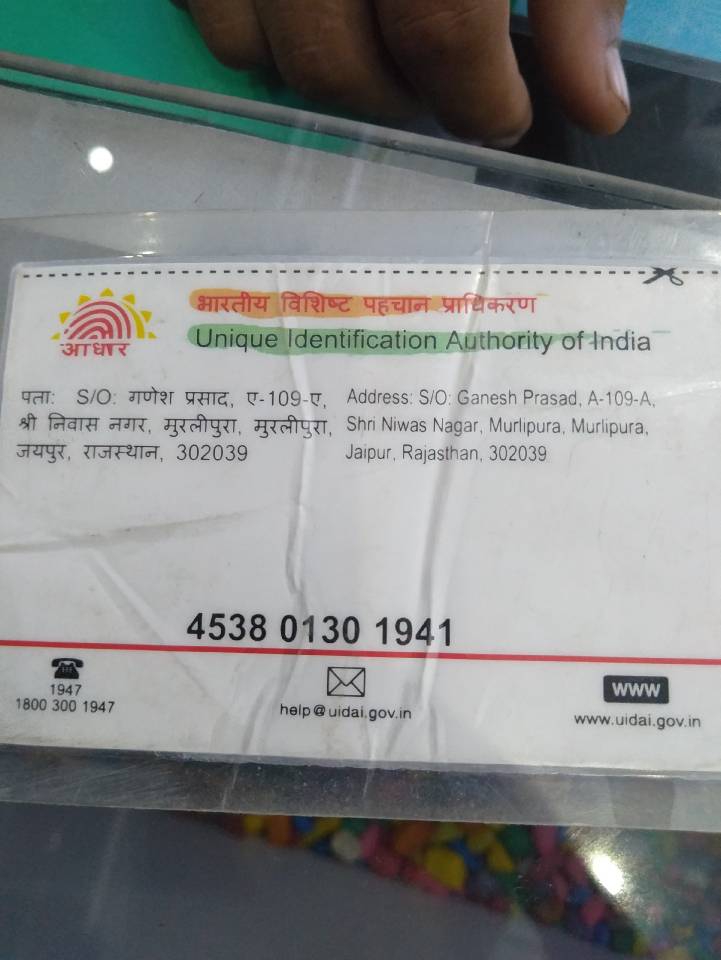 भारतीय विशिष्ट पहचान प्राधिकरण
Unique Identification Authority of India
आधार
पता: S/O: गणेश प्रसाद, ए-109-ए,
श्री निवास नगर, मुरलीपुरा, मुरलीपुरा,
जयपुर, राजस्थान, 302039
Address: S/O: Ganesh Prasad, A-109-A,
Shri Niwas Nagar, Murlipura, Murlipura,
Jaipur, Rajasthan, 302039
4538 0130 1941
1947
1800 300 1947
help@uidai.gov.in
www
www.uidai.gov.in